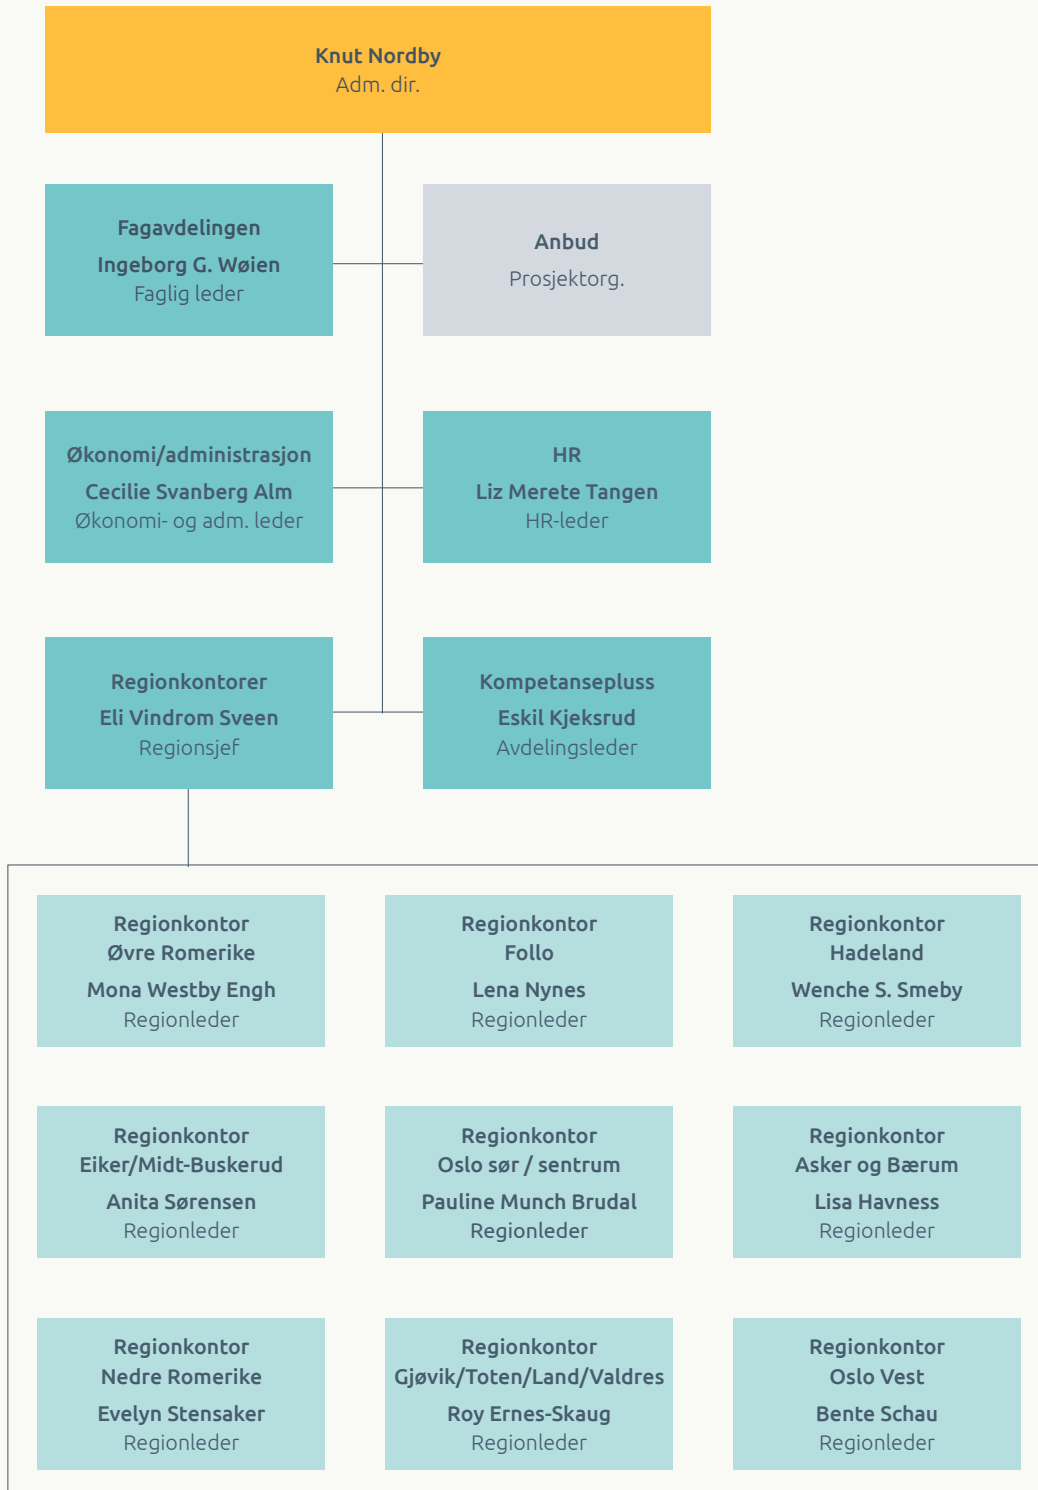 Knut Nordby
Adm. dir.
Fagavdelingen
Ingeborg G. Wøien
Faglig leder
Anbud
Prosjektorg.
Økonomi/administrasjon
Cecilie Svanberg Alm
Økonomi- og adm. leder
HR
Liz Merete Tangen
HR-leder
Regionkontorer
Eli Vindrom Sveen
Regionsjef
Kompetansepluss
Eskil Kjeksrud
Avdelingsleder
Regionkontor
Øvre Romerike
Mona Westby Engh
Regionleder
Regionkontor
Follo
Lena Nynes
Regionleder
Regionkontor
Hadeland
Wenche S. Smeby
Regionleder
Regionkontor
Eiker/Midt-Buskerud
Anita Sørensen
Regionleder
Regionkontor
Oslo sør / sentrum
Pauline Munch Brudal
Regionleder
Regionkontor
Asker og Bærum
Lisa Havness
Regionleder
Regionkontor
Nedre Romerike
Evelyn Stensaker
Regionleder
Regionkontor
Gjøvik/Toten/Land/Valdres
Roy Ernes-Skaug
Regionleder
Regionkontor
Oslo Vest
Bente Schau
Regionleder